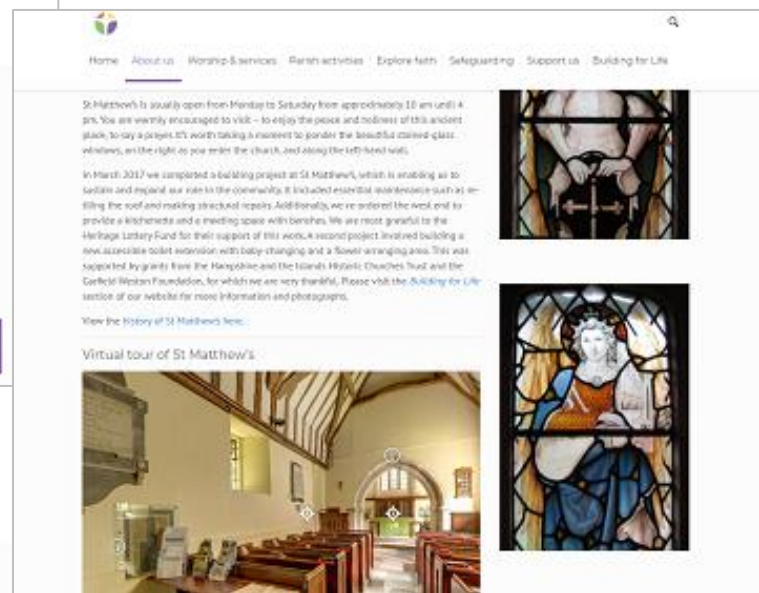 Home About us Worship & services Parish activities Explore faith Safeguarding Support us Building for Life
St Matthew's is usually open from Monday to Saturday from approximately 10 am until 4
pm. You are warmly encouraged to visit – to enjoy the peace and holiness of this ancient
place, to say a prayer. It's worth taking a moment to ponder the beautiful stained-glass
windows, on the right as you enter the church, and along the left-hand wall.
In March 2017 we completed a building project at St Matthew's, which is enabling us to
sustain and expand our role in the community. It included essential maintenance such as re-
tiling the roof and making structural repairs. Additionally, we re-ordered the west end to
provide a kitchenette and a meeting space with benches. We are most grateful to the
Heritage Lottery Fund for their support of this work. A second project involved building a
new accessible toilet extension with baby-changing and a flower arranging area. This was
supported by grants from the Hampshire and the Islands Historic Churches Trust and the
Garfield Weston Foundation, for which we are very thankful. Please visit the Building for Life
section of our website for more information and photographs.
View the history of St Matthew's here.
Virtual tour of St Matthew's